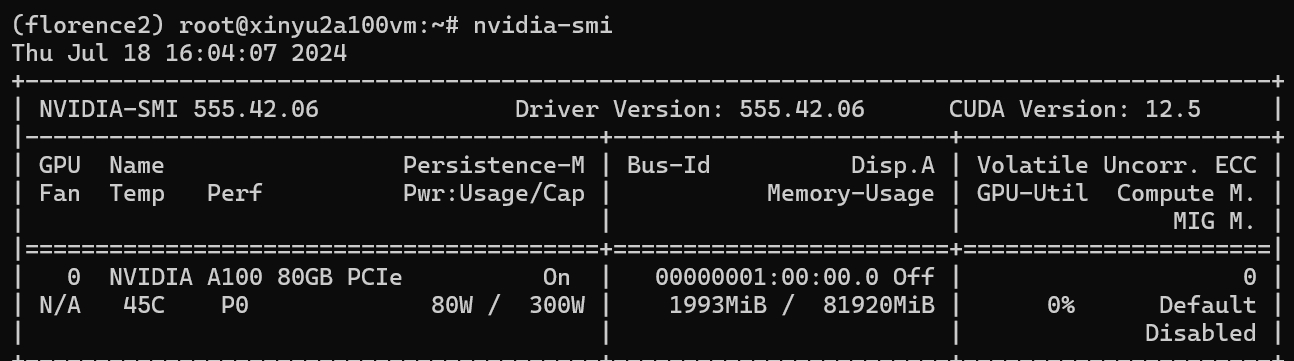 (florence2) root@xinyu2a100vm:~# nvidia-smi
Thu Jul 18 16:04:07 2024
+-----------------------------------------------------------------------------------------+
| NVIDIA-SMI 555.42.06              Driver Version: 555.42.06      CUDA Version: 12.5     |
|-----------------------------------------+------------------------+----------------------+
| GPU  Name                 Persistence-M | Bus-Id          Disp.A | Volatile Uncorr. ECC |
| Fan  Temp   Perf          Pwr:Usage/Cap |           Memory-Usage | GPU-Util  Compute M. |
|                                         |                        |               MIG M. |
|=========================================+========================+======================|
|   0  NVIDIA A100 80GB PCIe          On  |   00000001:00:00.0 Off |                    0 |
| N/A   45C    P0             80W /  300W |    1993MiB /  81920MiB |      0%      Default |
|                                         |                        |             Disabled |